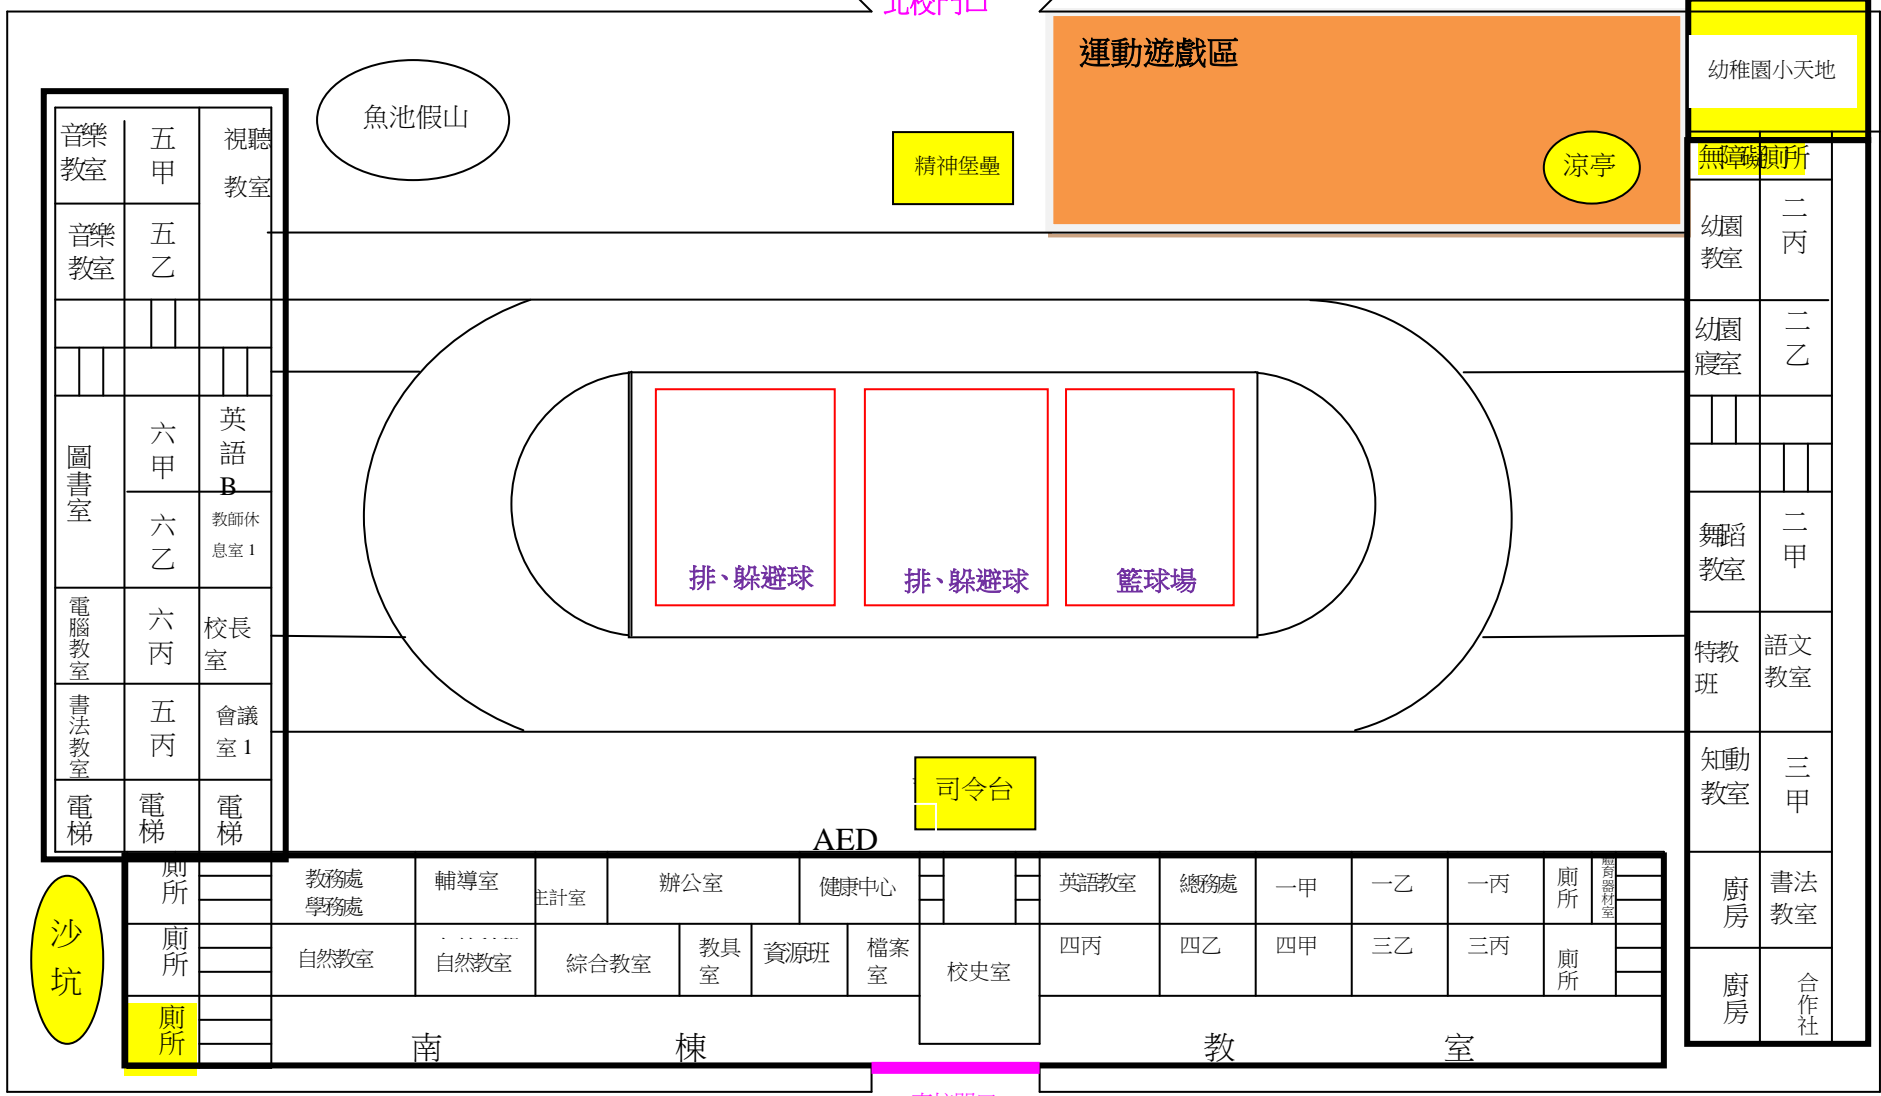 北校門口
運動遊戲區
幼稚園小天地
魚池假山
精神堡壘
涼亭
音樂
教室
五
甲
視聽
教室
音樂
教室
五
乙
圖書室
六
甲
英
語
B
六
乙
教師休
息室 1
電腦教室
六
丙
校長
室
書法教室
五
丙
會議
室 1
電梯
電梯
電梯
無障礙廁所
幼園
教室
二
丙
幼園
寢室
二
乙
舞蹈
教室
二
甲
特教
班
語文
教室
知動
教室
三
甲
廚房
書法
教室
廚房
合作社
排、躲避球
排、躲避球
籃球場
司令台
AED
沙坑
廁所
教務處
學務處
輔導室
主計室
辦公室
健康中心
英語教室
總務處
一甲
一乙
一丙
廁所
體育器材室
廁所
自然教室
自然教室
綜合教室
教具
室
資源班
檔案
室
校史室
四丙
四乙
四甲
三乙
三丙
廁所
廁所
南 棟 教 室